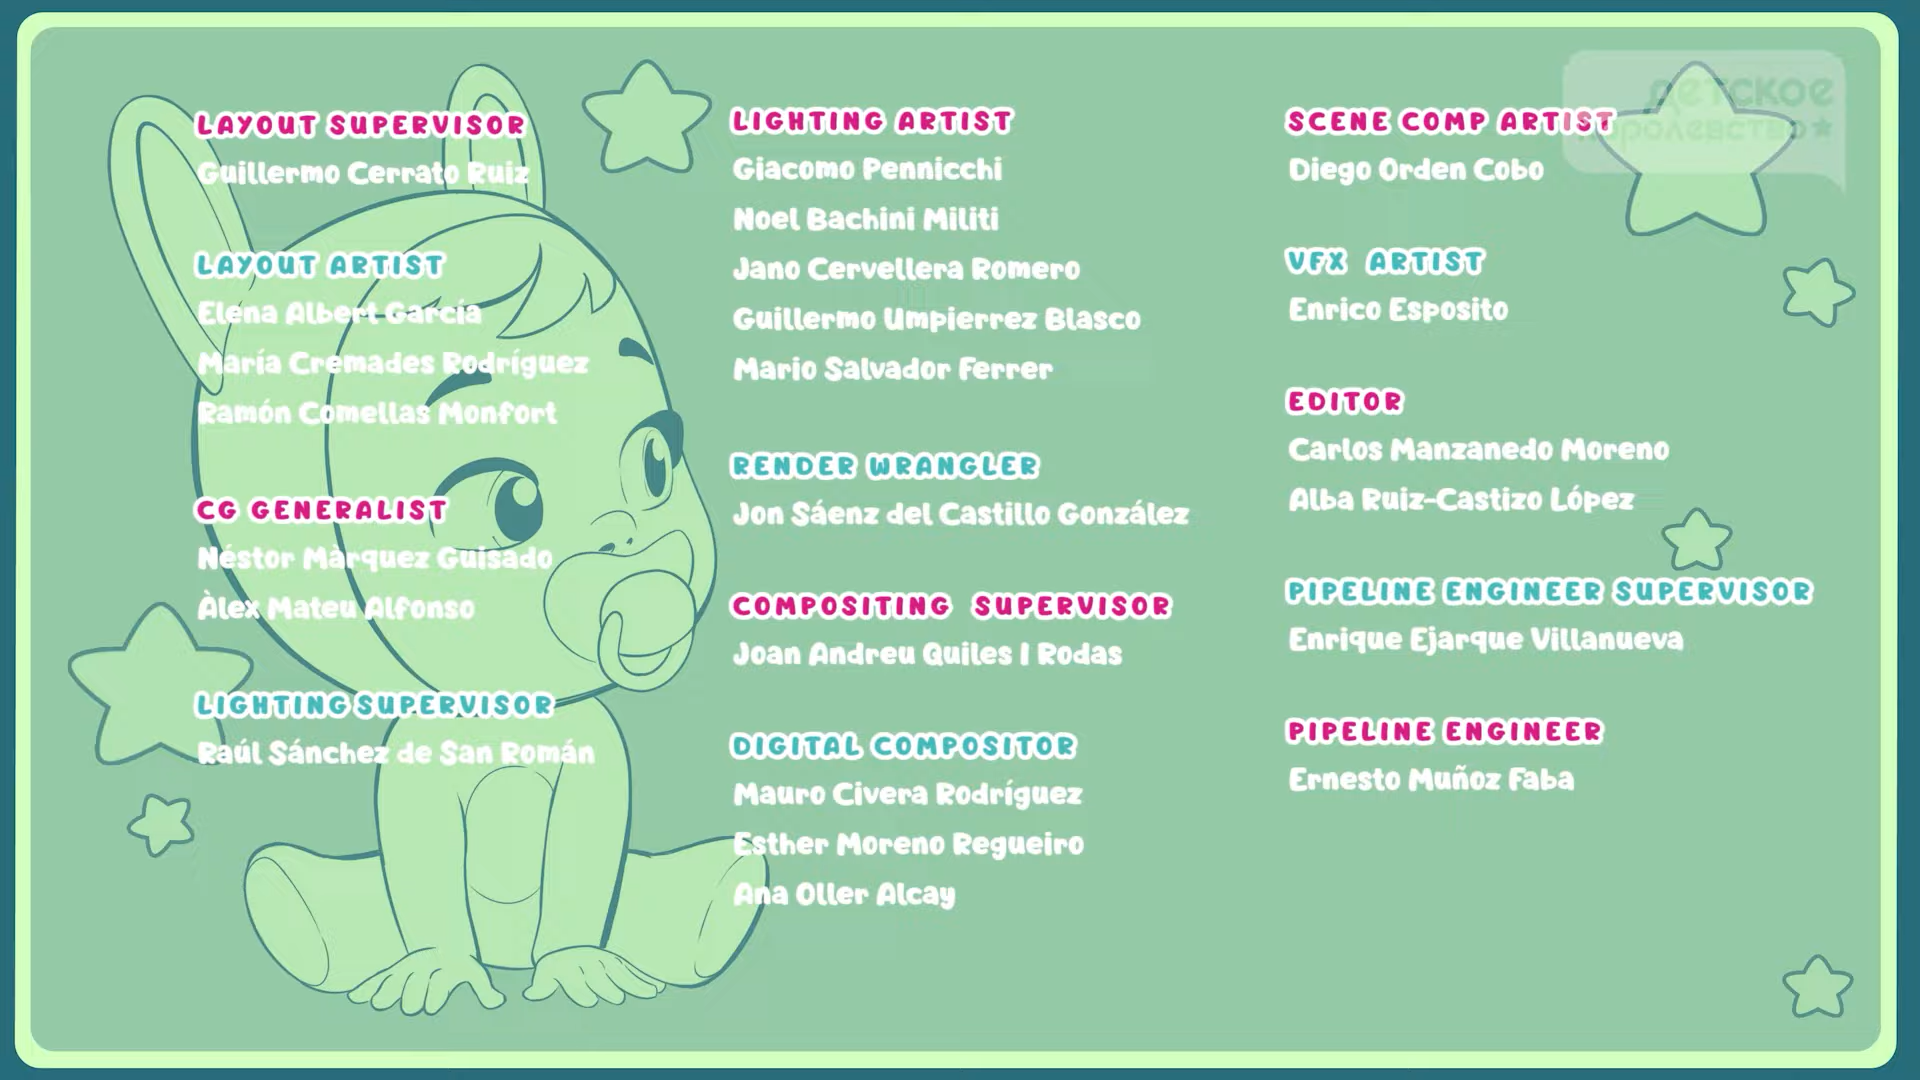 LAYOUT SUPERVISOR
Guillermo Cerrato Ruiz
LAYOUT ARTIST
Elena Albert García
María Cremades Rodríguez
Ramón Comellas Monfort
CG GENERALIST
Néstor Màrquez Guisado
Àlex Mateu Alfonso
LIGHTING SUPERVISOR
Raúl Sánchez de San Román
LIGHTING ARTIST
Giacomo Pennicchi
Noel Bachini Militi
Jano Cervellera Romero
Guillermo Umpierrez Blasco
Mario Salvador Ferrer
RENDER WRANGLER
Jon Sáenz del Castillo González
COMPOSITING SUPERVISOR
Joan Andreu Quiles I Rodas
DIGITAL COMPOSITOR
Mauro Civera Rodríguez
Esther Moreno Regueiro
Ana Oller Alcay
SCENE COMP ARTIST
Diego Orden Cobo
VFX ARTIST
Enrico Esposito
EDITOR
Carlos Manzanedo Moreno
Alba Ruiz-Castizo López
PIPELINE ENGINEER SUPERVISOR
Enrique Ejarque Villanueva
PIPELINE ENGINEER
Ernesto Muñoz Faba
детское
королевство